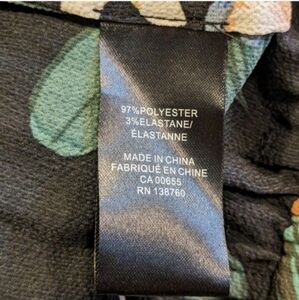 97%POLYESTER
3%ELASTANE/
ÉLASTANNE
MADE IN CHINA
FABRIQUÉ EN CHINE
CA 00655
RN 138760